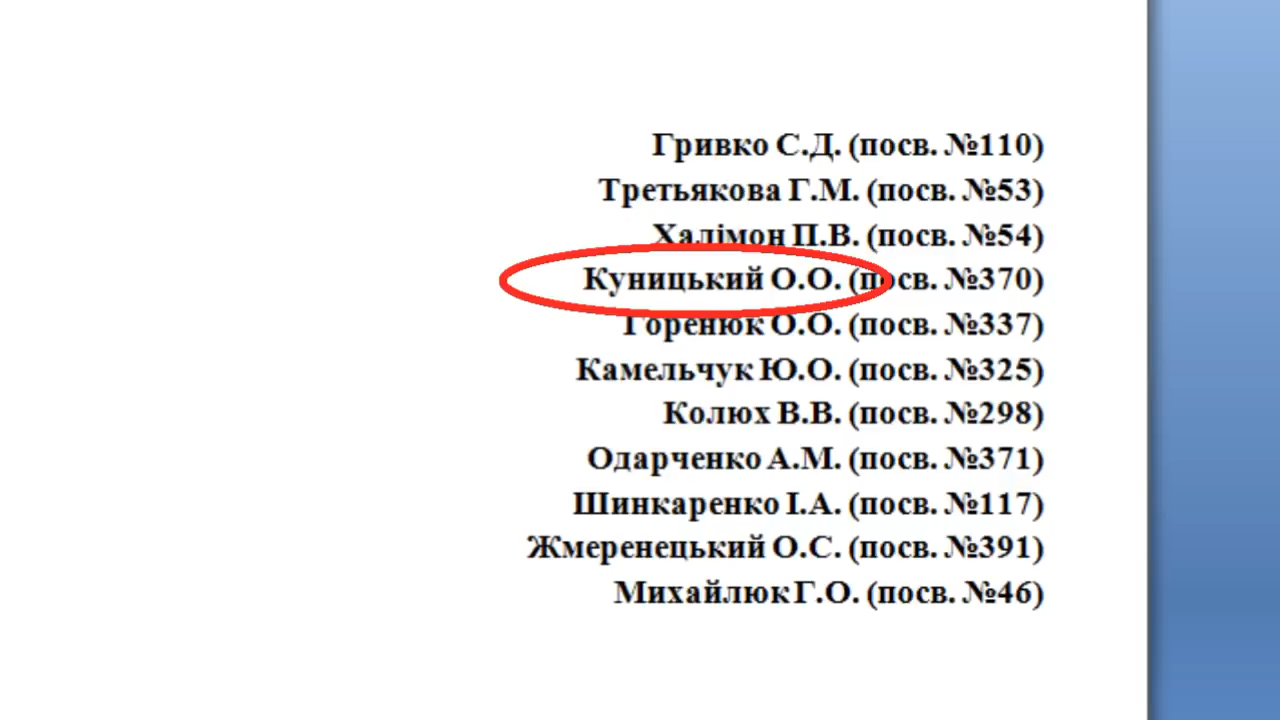 Гривко С.Д. (посв. №110)
Третьякова Г.М. (посв. №53)
Халімон П.В. (посв. №54)
Куницький О.О. (посв. №370)
Горенюк О.О. (посв. №337)
Камельчук Ю.О. (посв. №325)
Колюх В.В. (посв. №298)
Одарченко А.М. (посв. №371)
Шинкаренко І.А. (посв. №117)
Жмеренецький О.С. (посв. №391)
Михайлюк Г.О. (посв. №46)